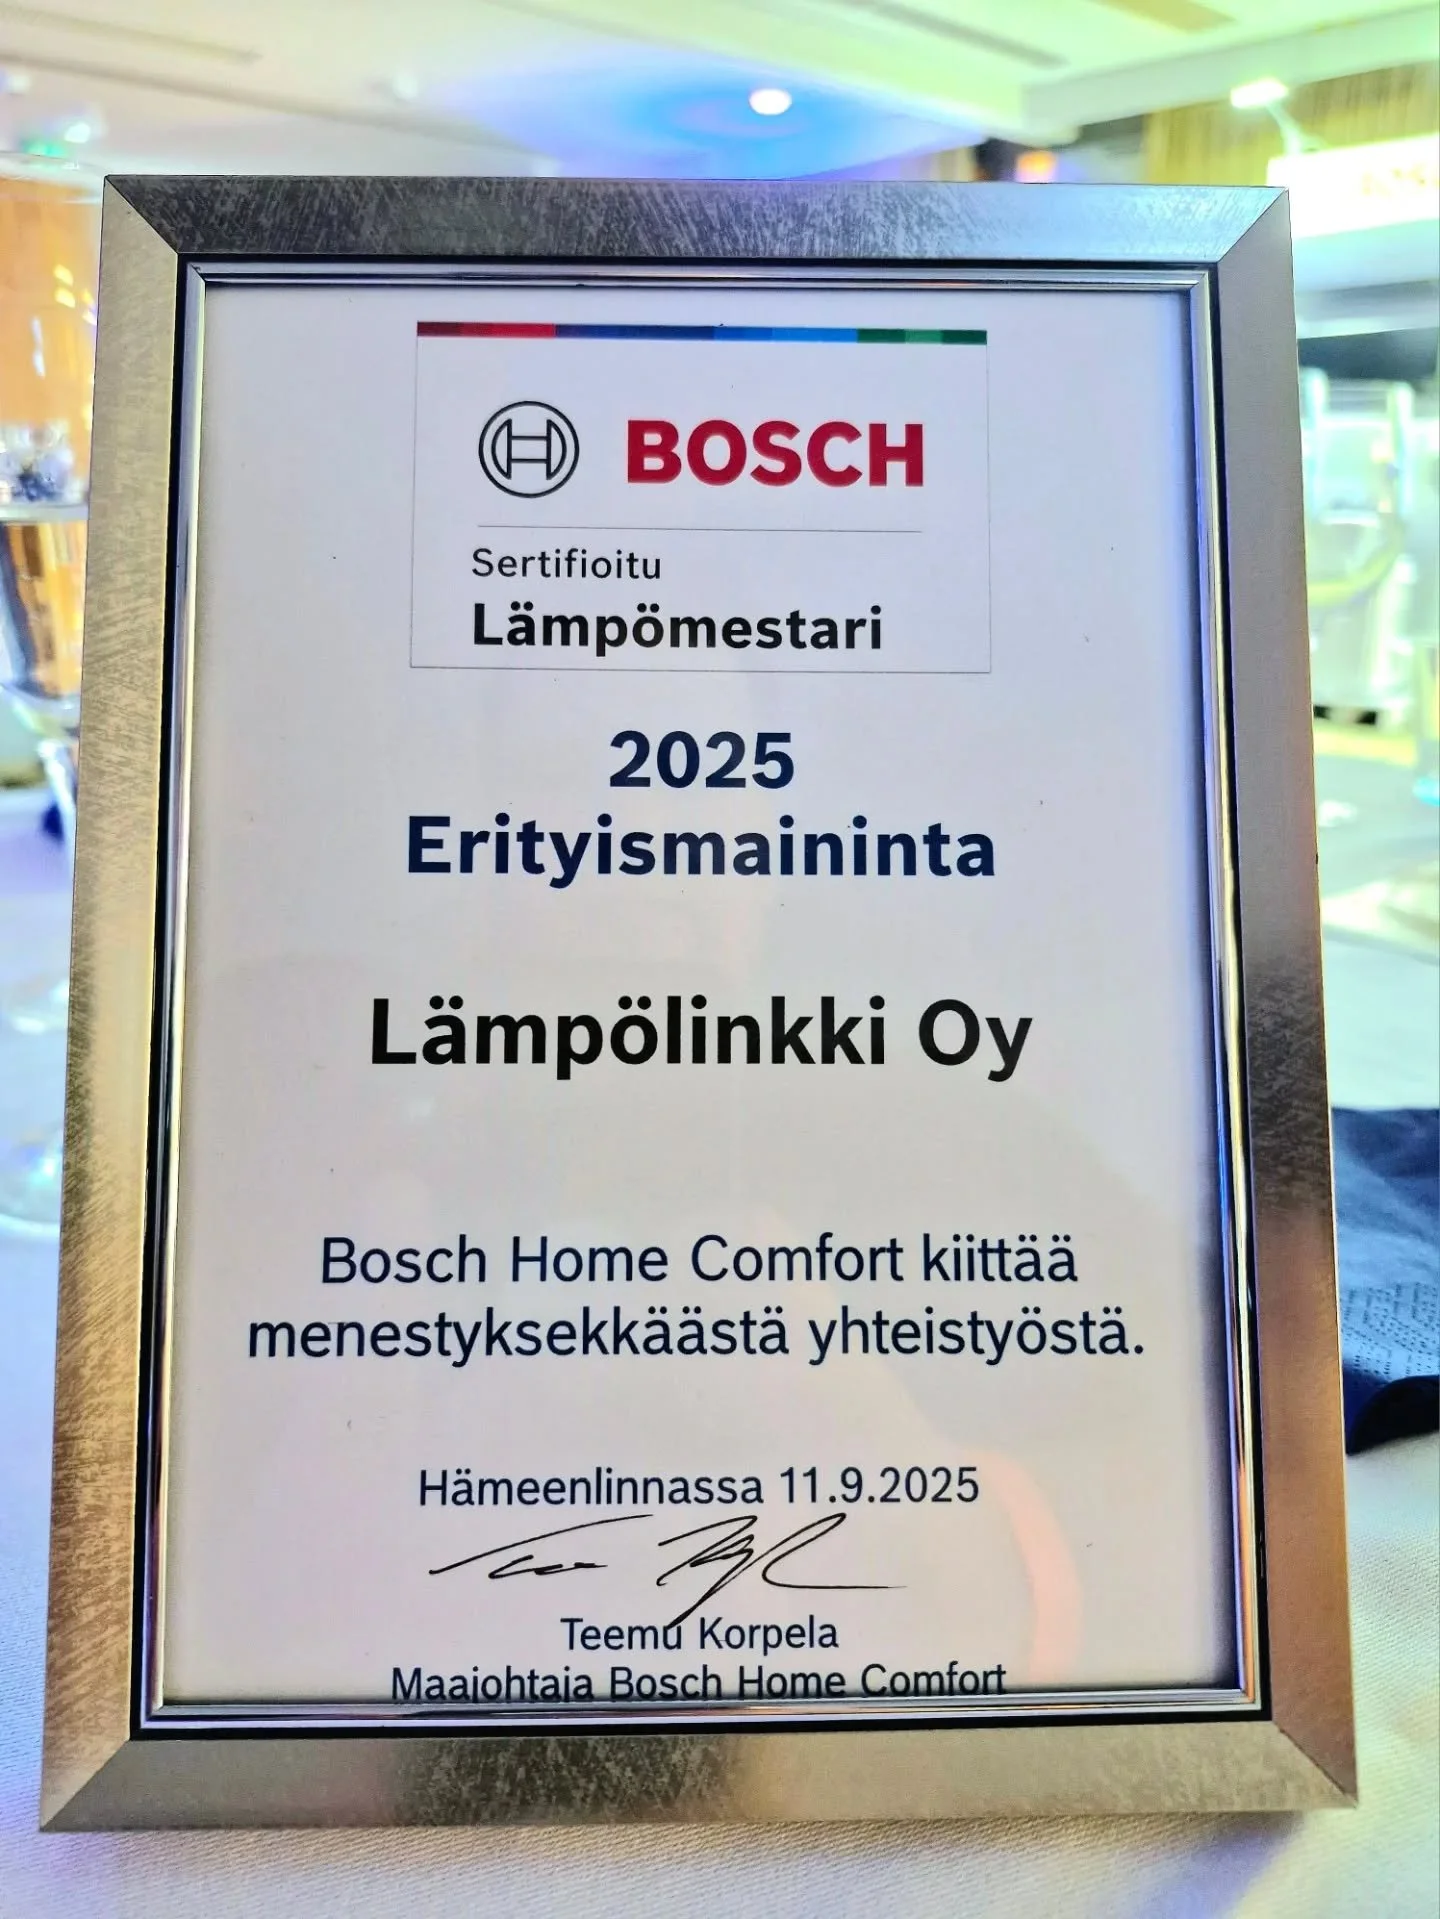 BOSCH
Sertifioitu
Lämpömestari
2025
Erityismaininta
Lämpölinkki Oy
Bosch Home Comfort kiittää
menestyksekkäästä yhteistyöstä.
Hämeenlinnassa 11.9.2025
Teemu Korpela
Maajohtaja Bosch Home Comfort